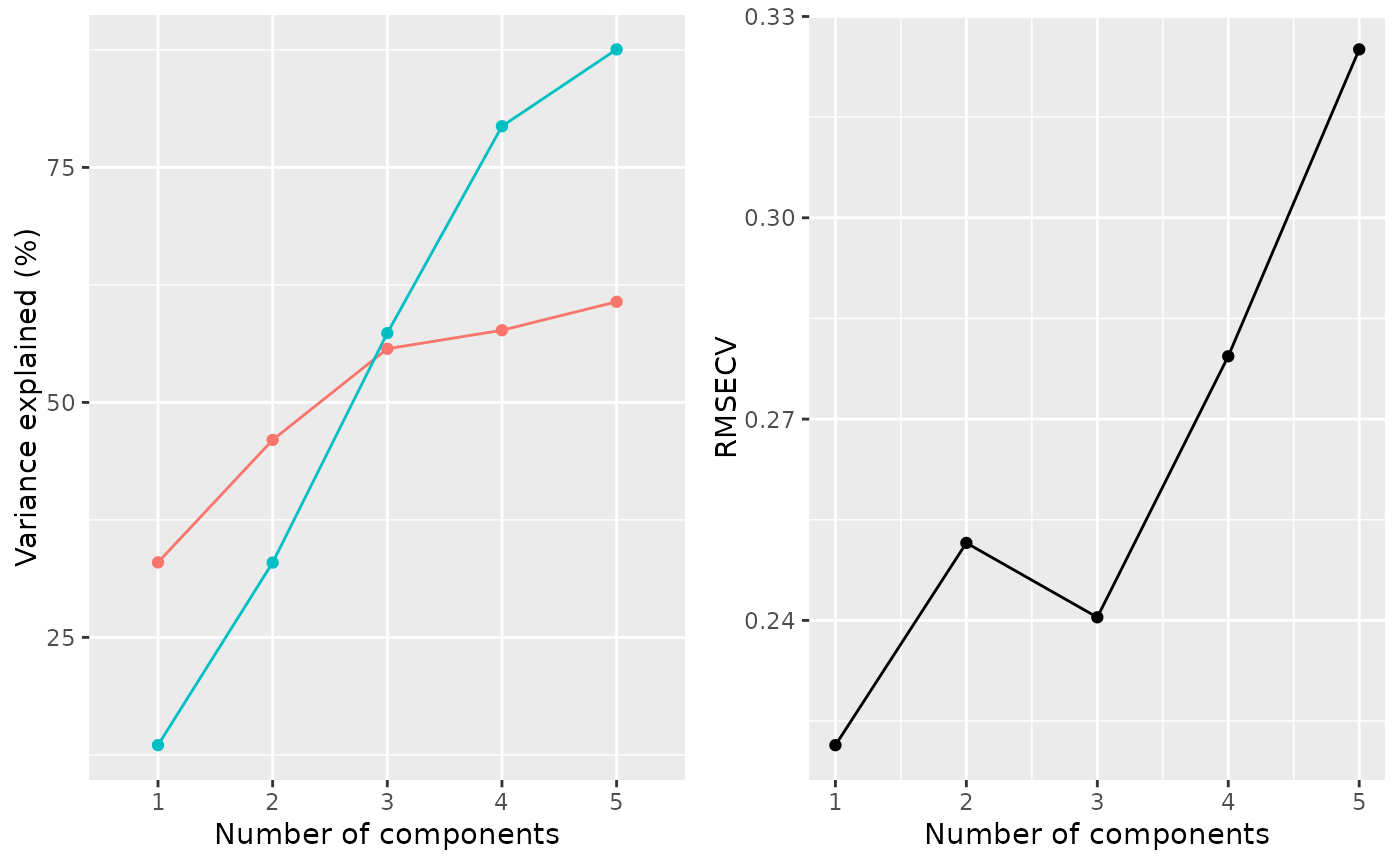 Variance explained (%)
75
50
25
1 2 3 4 5
Number of components
RMSECV
0.33
0.30
0.27
0.24
1 2 3 4 5
Number of components